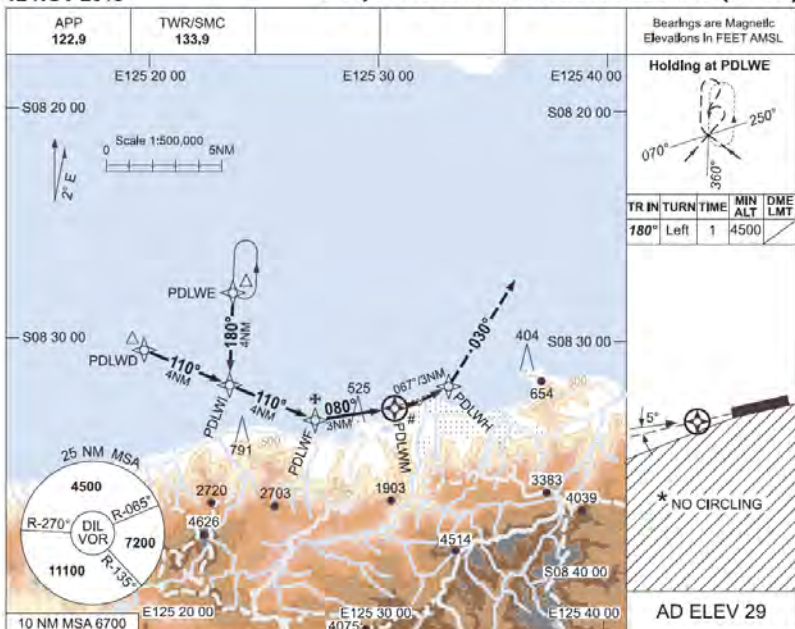 APP
122.9
TWR/SMC
133.9
Bearings are Magnetic
Elevations in FEET AMSL
E125 20 00
E125 30 00
E125 40 00
S08 20 00
S08 20 00
Scale 1:500,000
0
5NM
2° E
Holding at PDLWE
250°
070°
360°
TR IN
TURN
TIME
MIN ALT
DME LMT
180°
Left
1
4500
PDLWE
180°
4NM
S08 30 00
S08 30 00
PDLWD
110°
4NM
PDLWI
110°
4NM
PDLWF
080°
3NM
525
067°/3NM
#
PDLWM
PDLWH
030°
404
654
500
791
500
5°
25 NM MSA
4500
R-065°
R-270°
DIL
VOR
7200
R-135°
11100
2720
2703
1903
3383
4039
4626
4514
* NO CIRCLING
S08 40 00
E125 20 00
E125 30 00
E125 40 00
10 NM MSA 6700
4075
AD ELEV 29